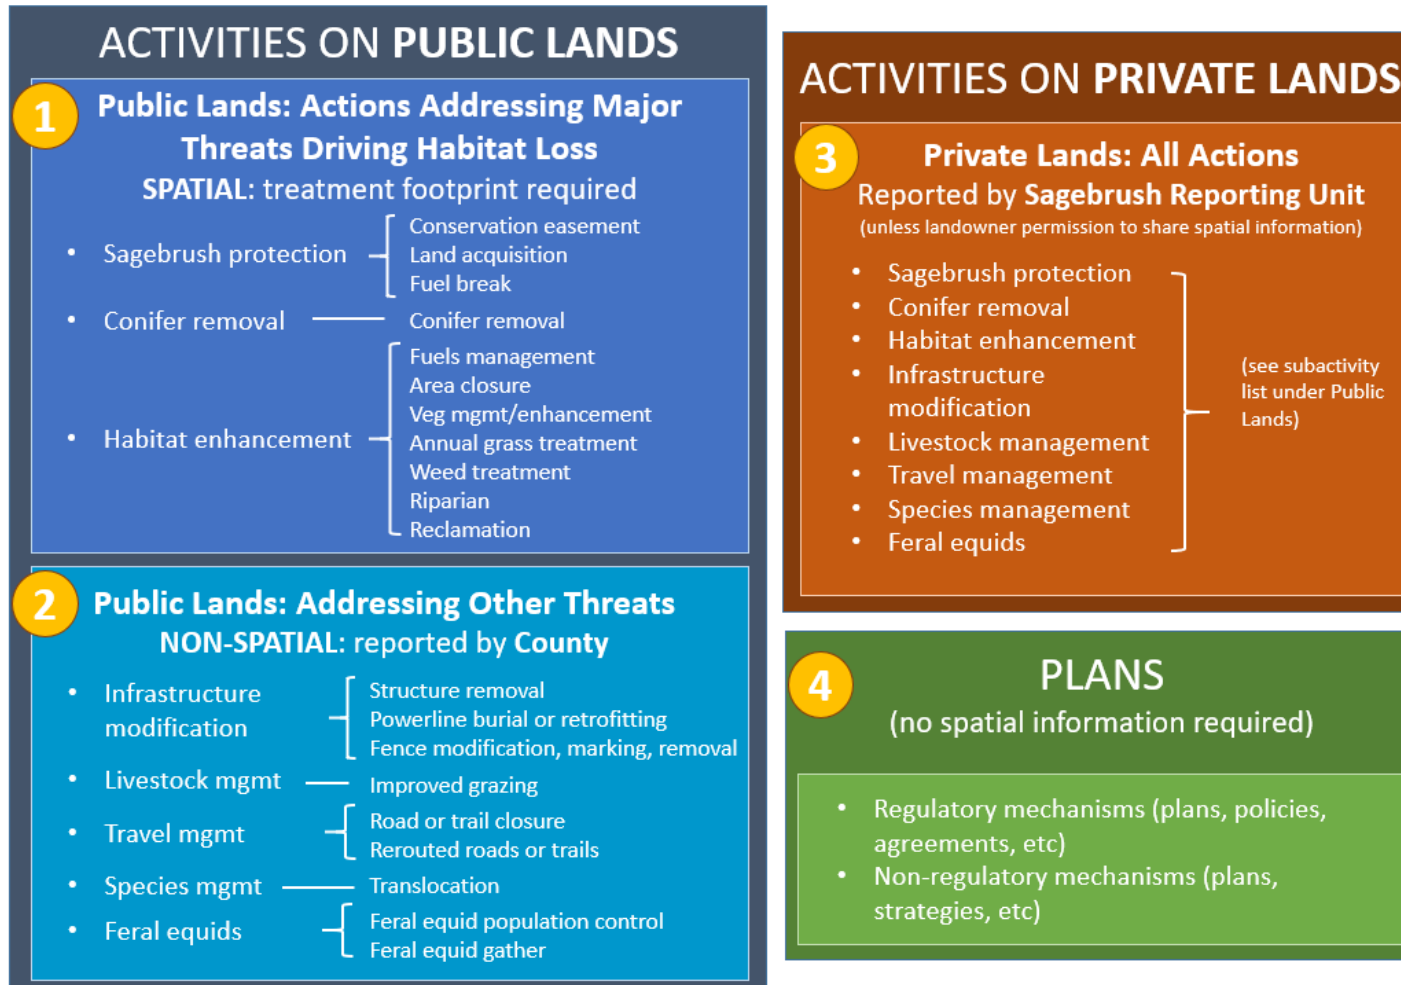 ACTIVITIES ON PUBLIC LANDS
1
Public Lands: Actions Addressing Major
Threats Driving Habitat Loss
SPATIAL: treatment footprint required
• Sagebrush protection
Conservation easement
Land acquisition
Fuel break
• Conifer removal
Conifer removal
• Habitat enhancement
Fuels management
Area closure
Veg mgmt/enhancement
Annual grass treatment
Weed treatment
Riparian
Reclamation
2
Public Lands: Addressing Other Threats
NON-SPATIAL: reported by County
• Infrastructure
modification
Structure removal
Powerline burial or retrofitting
Fence modification, marking, removal
• Livestock mgmt
Improved grazing
• Travel mgmt
Road or trail closure
Rerouted roads or trails
• Species mgmt
Translocation
• Feral equids
Feral equid population control
Feral equid gather
ACTIVITIES ON PRIVATE LANDS
3
Private Lands: All Actions
Reported by Sagebrush Reporting Unit
(unless landowner permission to share spatial information)
• Sagebrush protection
• Conifer removal
• Habitat enhancement
• Infrastructure
modification
• Livestock management
• Travel management
• Species management
• Feral equids
(see subactivity
list under Public
Lands)
4
PLANS
(no spatial information required)
• Regulatory mechanisms (plans, policies,
agreements, etc)
• Non-regulatory mechanisms (plans,
strategies, etc)